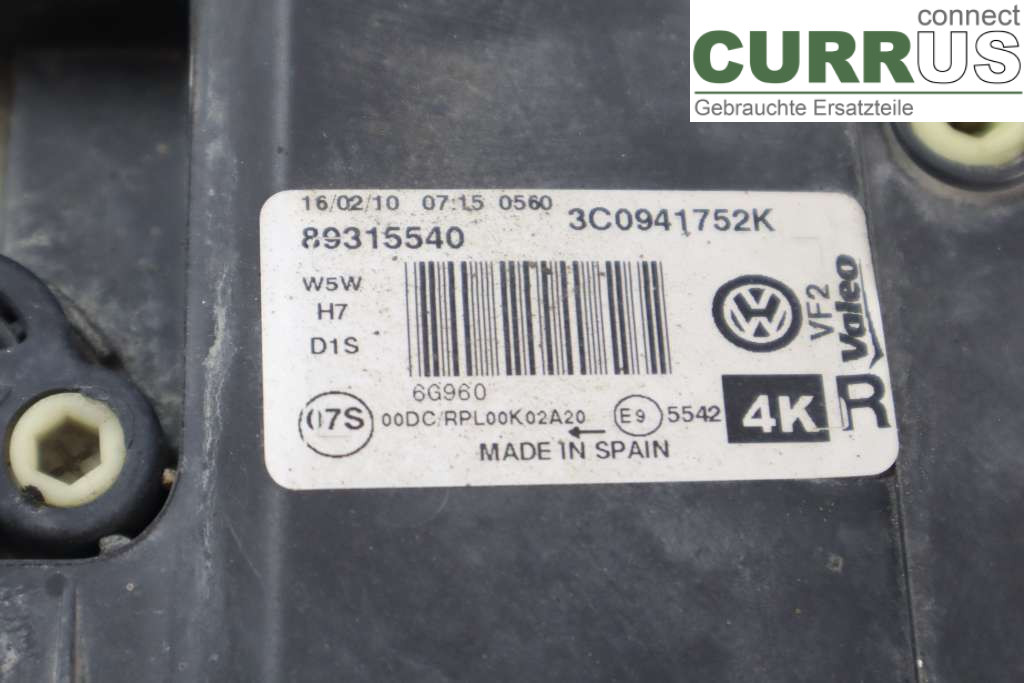 connect
CURRUS
Gebrauchte Ersatzteile
16/02/10 07:15 0560
89315540
3C0941752K
W5W
H7
D1S
VW
VF2
Valeo
6G960
07S
00DC/RPL00K02A20
E9 5542
4K R
MADE IN SPAIN